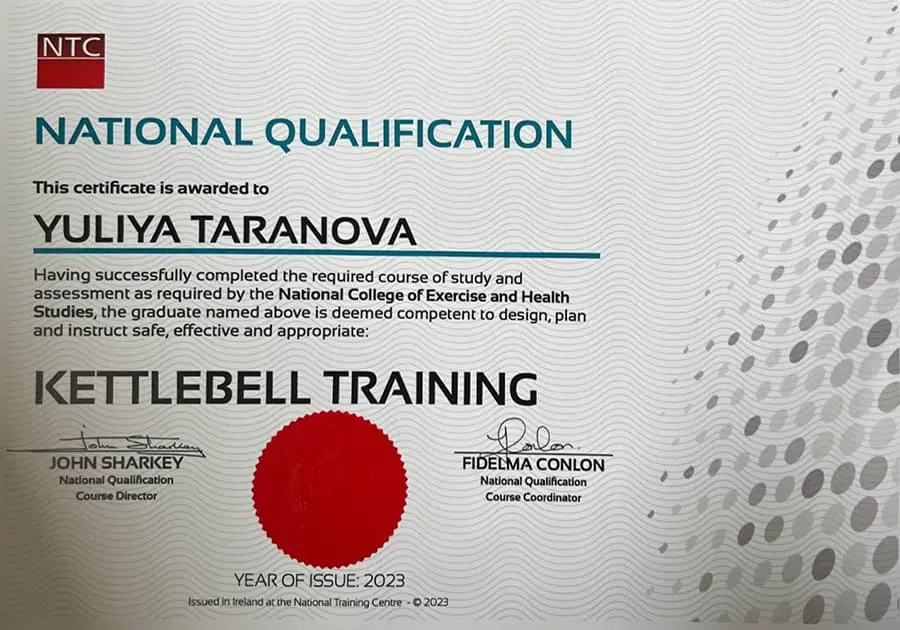 NTC
NATIONAL QUALIFICATION
This certificate is awarded to
YULIYA TARANOVA
Having successfully completed the required course of study and
assessment as required by the National College of Exercise and Health
Studies, the graduate named above is deemed competent to design, plan
and instruct safe, effective and appropriate:
KETTLEBELL TRAINING
John Sharkey
JOHN SHARKEY
National Qualification
Course Director
FConlon
FIDELMA CONLON
National Qualification
Course Coordinator
YEAR OF ISSUE: 2023
Issued in Ireland at the National Training Centre - © 2023